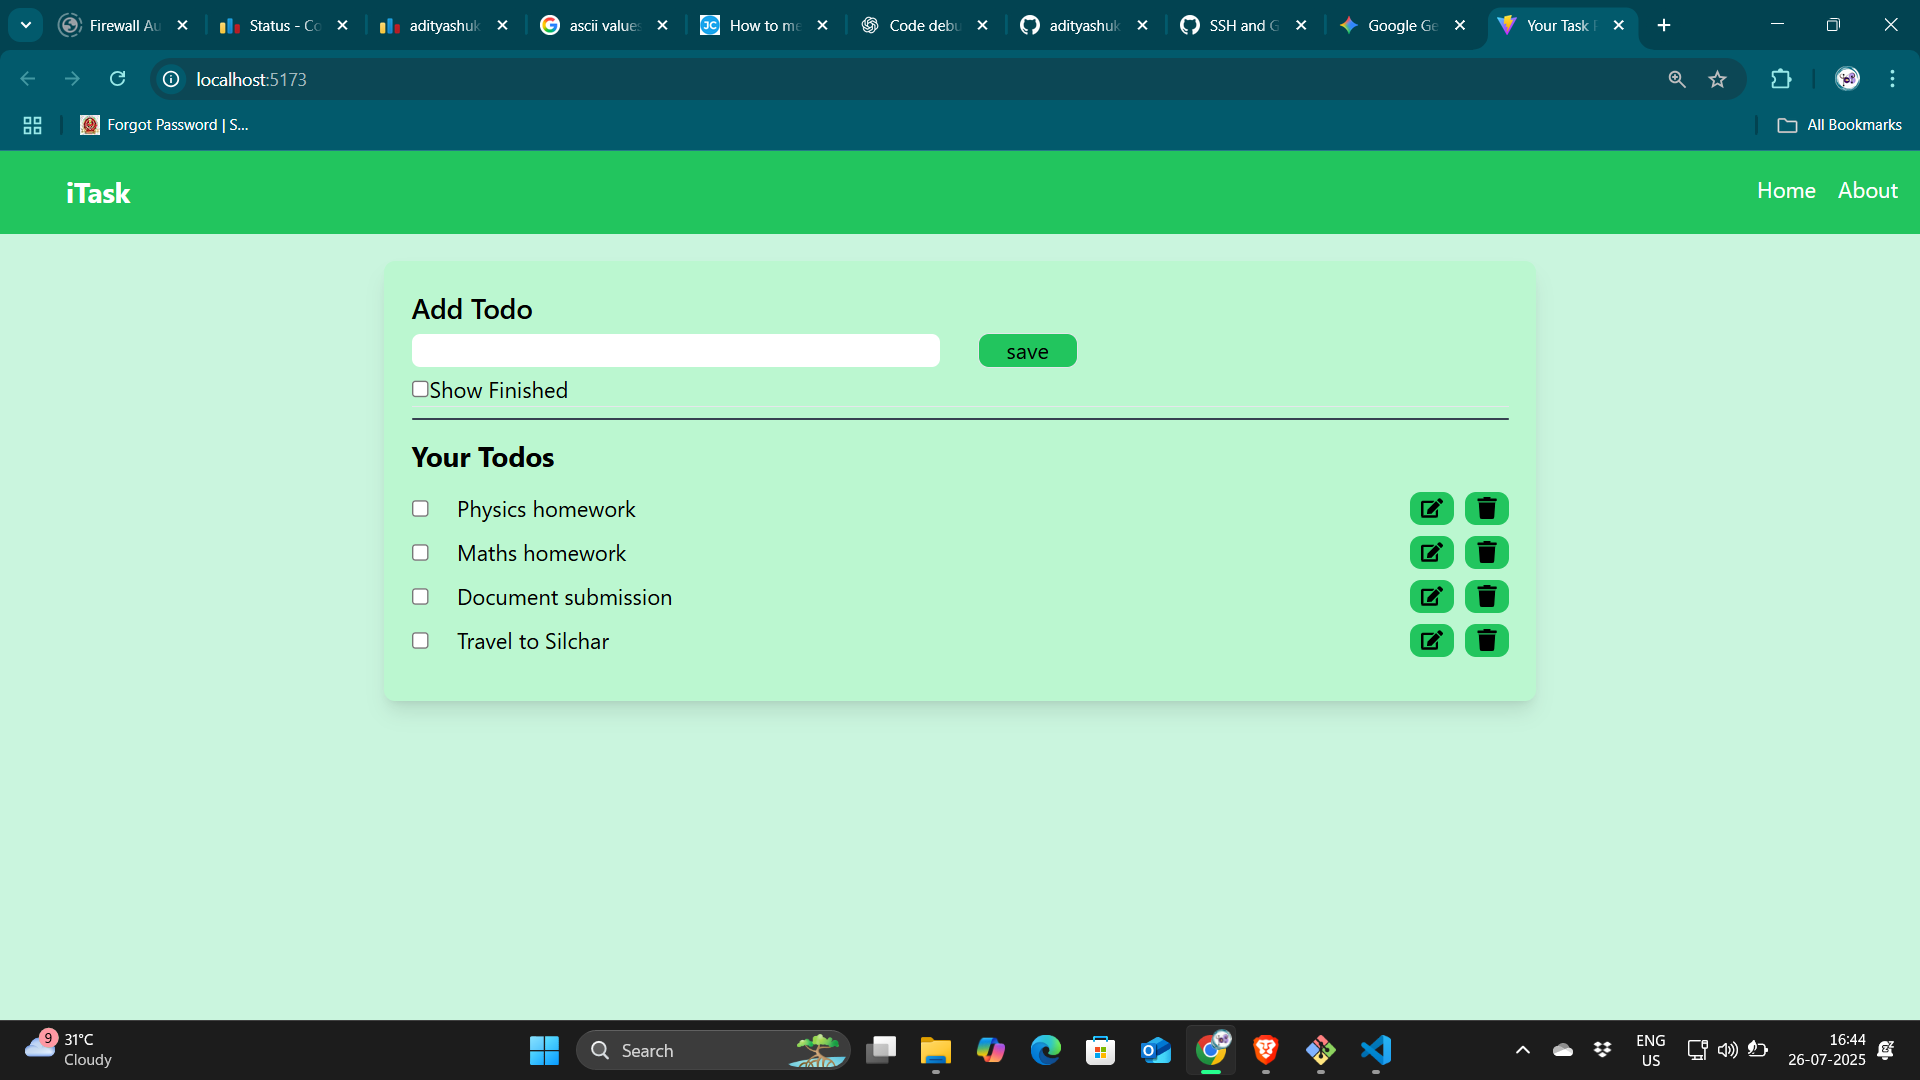 Firewall Au
Status - Co
adityashuk
ascii values
How to me
Code debu
adityashuk
SSH and G
Google Ge
Your Task
localhost:5173
Forgot Password | S...
All Bookmarks
iTask
Home
About
Add Todo
save
Show Finished
Your Todos
Physics homework
Maths homework
Document submission
Travel to Silchar
9
31°C
Cloudy
Search
ENG
US
16:44
26-07-2025